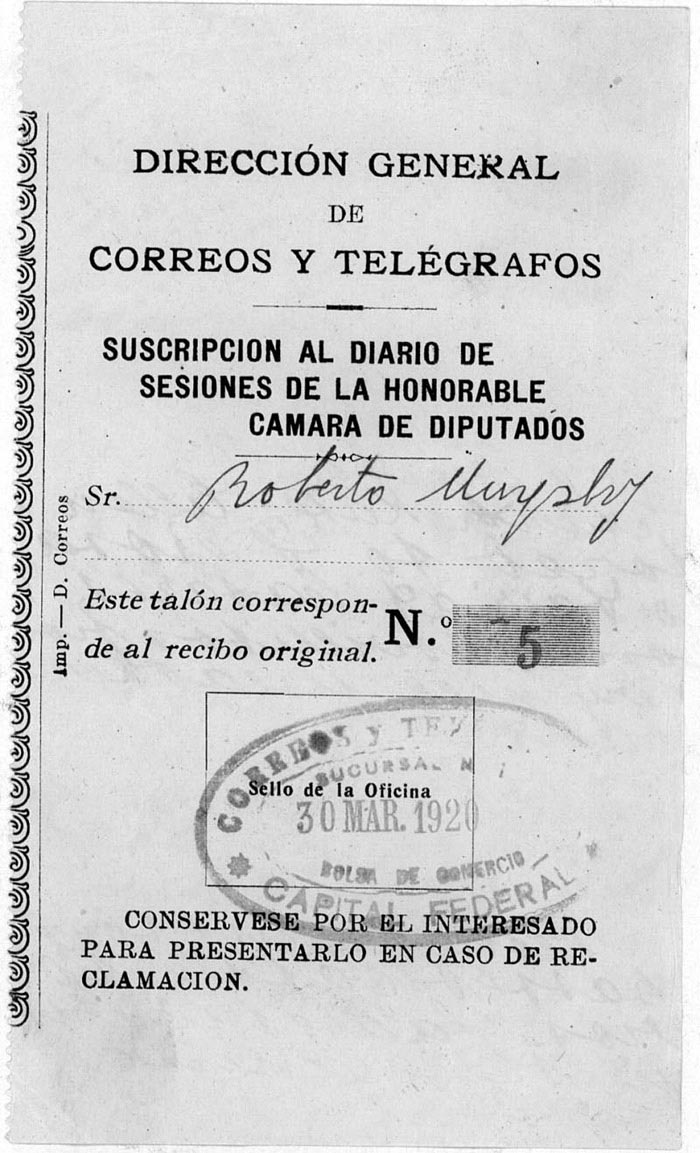 DIRECCIÓN GENERAL
DE
CORREOS Y TELÉGRAFOS
SUSCRIPCION AL DIARIO DE
SESIONES DE LA HONORABLE
CAMARA DE DIPUTADOS
Sr. Roberto Murphy
Imp. — D. Correos
Este talón correspon-
de al recibo original.
N.º 5
CORREOS y TE
SUCURSAL N
Sello de la Oficina
30 MAR. 1920
BOLSA DE COMERCIO
CAPITAL FEDERAL
CONSERVESE POR EL INTERESADO
PARA PRESENTARLO EN CASO DE RE-
CLAMACION.